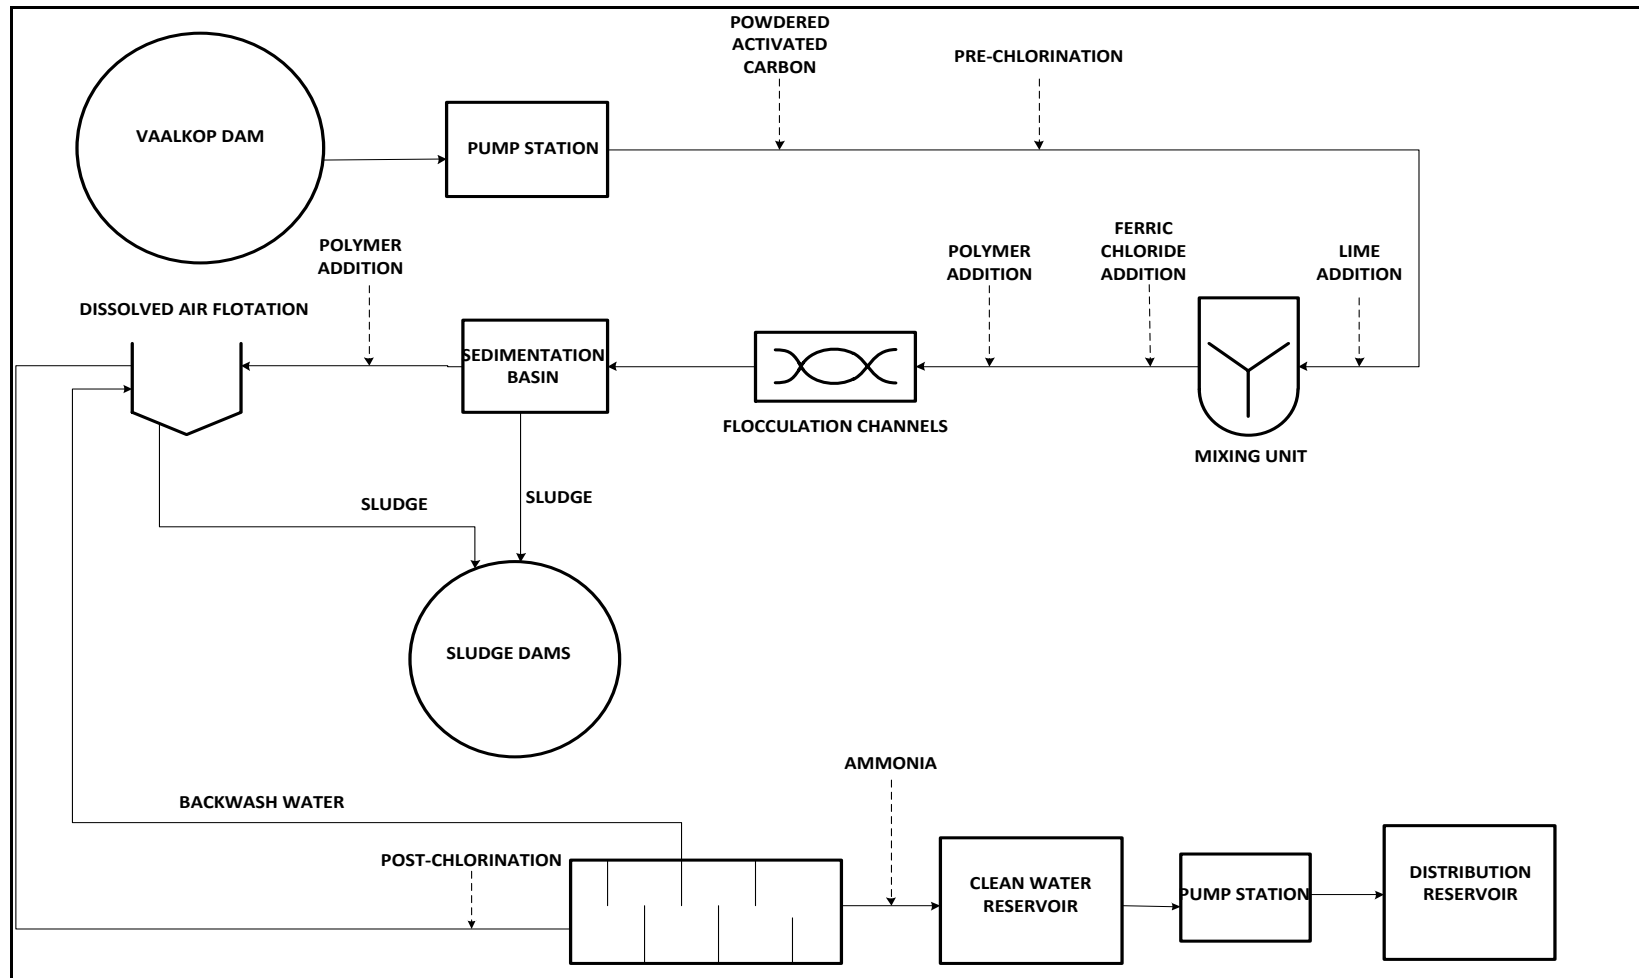 POWDERED
ACTIVATED
CARBON
PRE-CHLORINATION
VAALKOP DAM
PUMP STATION
POLYMER
ADDITION
POLYMER
ADDITION
FERRIC
CHLORIDE
ADDITION
LIME
ADDITION
DISSOLVED AIR FLOTATION
SEDIMENTATION
BASIN
FLOCCULATION CHANNELS
MIXING UNIT
SLUDGE
SLUDGE
SLUDGE DAMS
AMMONIA
BACKWASH WATER
POST-CHLORINATION
CLEAN WATER
RESERVOIR
PUMP STATION
DISTRIBUTION
RESERVOIR